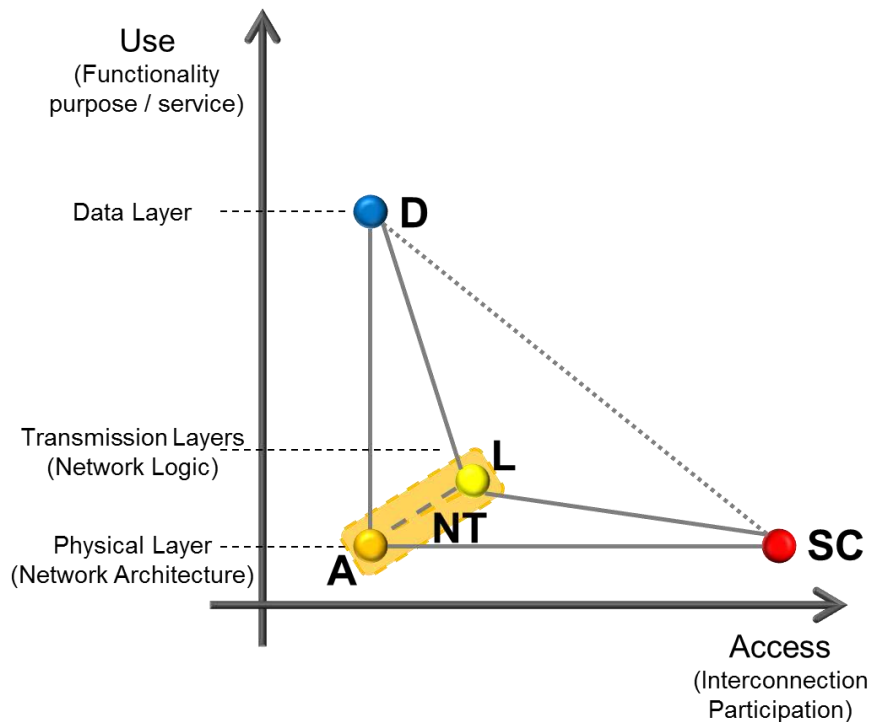 Use
(Functionality
purpose / service)
Data Layer
D
Transmission Layers
(Network Logic)
L
NT
Physical Layer
(Network Architecture)
A
SC
Access
(Interconnection
Participation)